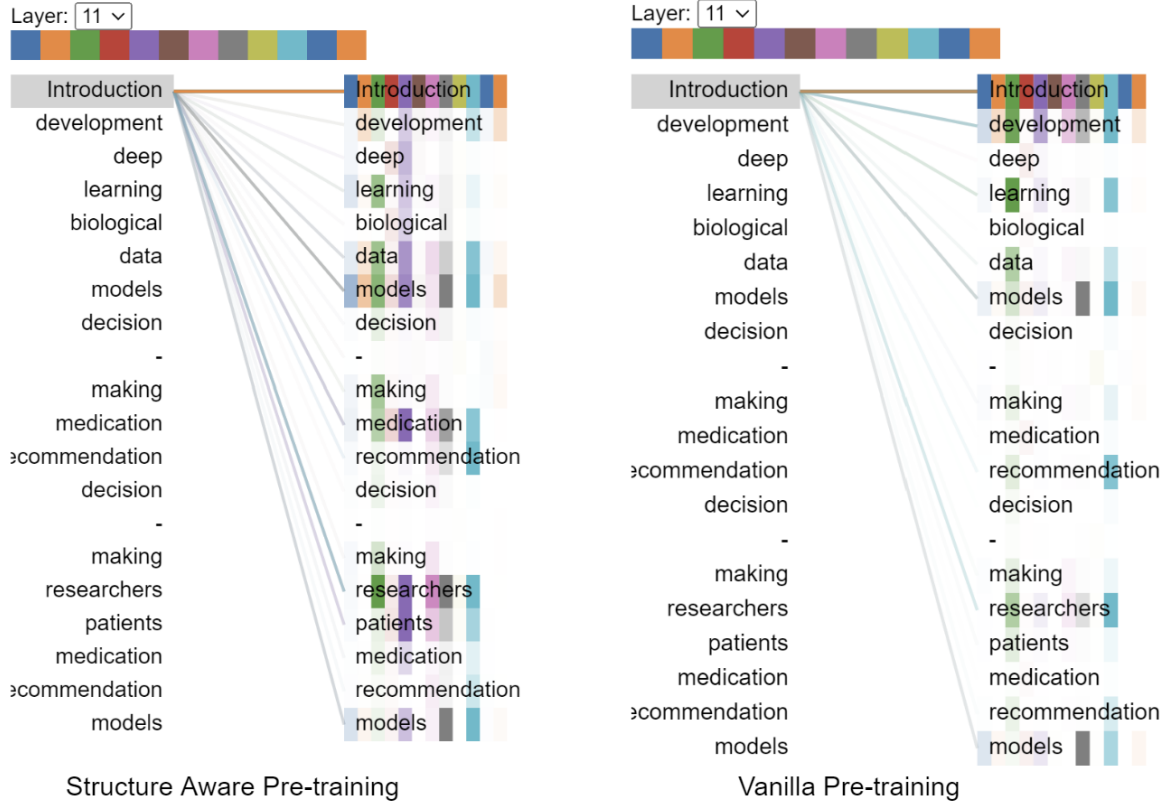 Layer: 11
Introduction Introduction
development development
deep deep
learning learning
biological biological
data data
models models
decision decision
- -
making making
medication medication
ecommendation recommendation
decision decision
- -
making making
researchers researchers
patients patients
medication medication
ecommendation recommendation
models models
Structure Aware Pre-training
Layer: 11
Introduction Introduction
development development
deep deep
learning learning
biological biological
data data
models models
decision decision
- -
making making
medication medication
ecommendation recommendation
decision decision
- -
making making
researchers researchers
patients patients
medication medication
ecommendation recommendation
models models
Vanilla Pre-training